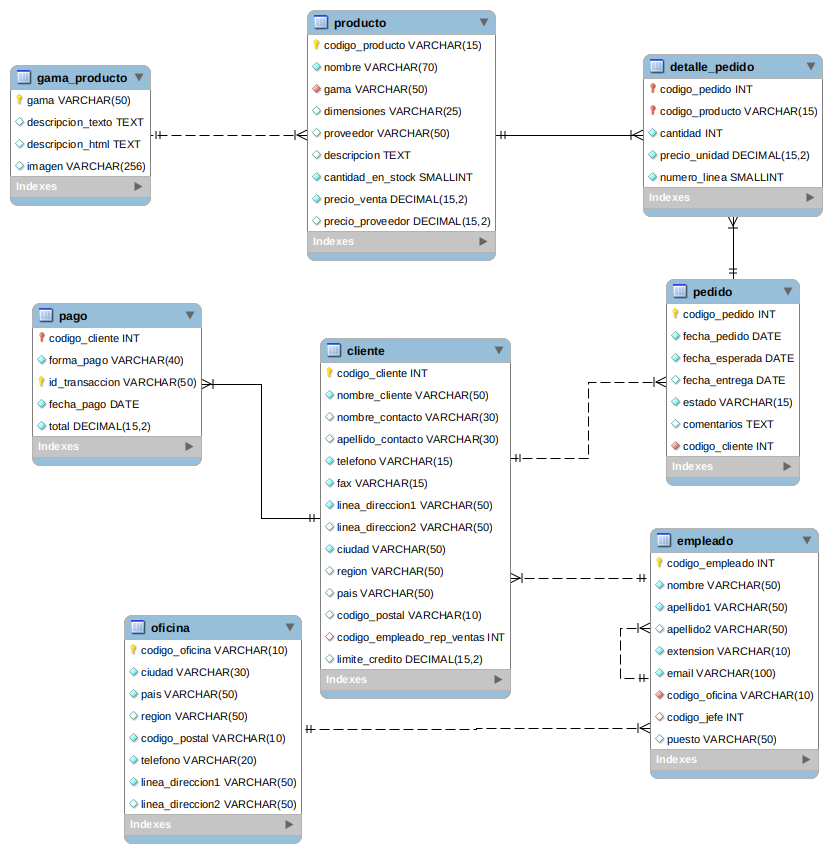 gama_producto
gama VARCHAR(50)
descripcion_texto TEXT
descripcion_html TEXT
imagen VARCHAR(256)
Indexes
producto
codigo_producto VARCHAR(15)
nombre VARCHAR(70)
gama VARCHAR(50)
dimensiones VARCHAR(25)
proveedor VARCHAR(50)
descripcion TEXT
cantidad_en_stock SMALLINT
precio_venta DECIMAL(15,2)
precio_proveedor DECIMAL(15,2)
Indexes
detalle_pedido
codigo_pedido INT
codigo_producto VARCHAR(15)
cantidad INT
precio_unidad DECIMAL(15,2)
numero_linea SMALLINT
Indexes
pago
codigo_cliente INT
forma_pago VARCHAR(40)
id_transaccion VARCHAR(50)
fecha_pago DATE
total DECIMAL(15,2)
Indexes
cliente
codigo_cliente INT
nombre_cliente VARCHAR(50)
nombre_contacto VARCHAR(30)
apellido_contacto VARCHAR(30)
telefono VARCHAR(15)
fax VARCHAR(15)
linea_direccion1 VARCHAR(50)
linea_direccion2 VARCHAR(50)
ciudad VARCHAR(50)
region VARCHAR(50)
pais VARCHAR(50)
codigo_postal VARCHAR(10)
codigo_empleado_rep_ventas INT
limite_credito DECIMAL(15,2)
Indexes
pedido
codigo_pedido INT
fecha_pedido DATE
fecha_esperada DATE
fecha_entrega DATE
estado VARCHAR(15)
comentarios TEXT
codigo_cliente INT
Indexes
oficina
codigo_oficina VARCHAR(10)
ciudad VARCHAR(30)
pais VARCHAR(50)
region VARCHAR(50)
codigo_postal VARCHAR(10)
telefono VARCHAR(20)
linea_direccion1 VARCHAR(50)
linea_direccion2 VARCHAR(50)
Indexes
empleado
codigo_empleado INT
nombre VARCHAR(50)
apellido1 VARCHAR(50)
apellido2 VARCHAR(50)
extension VARCHAR(10)
email VARCHAR(100)
codigo_oficina VARCHAR(10)
codigo_jefe INT
puesto VARCHAR(50)
Indexes